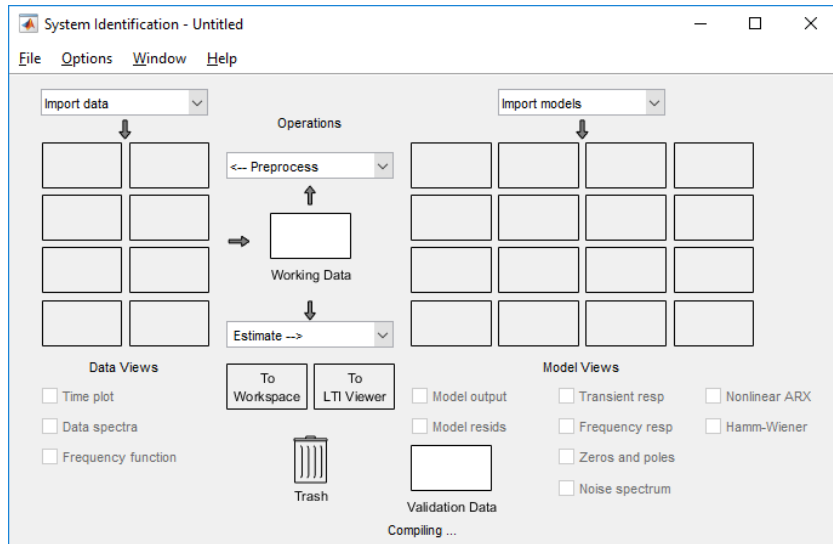 System Identification - Untitled
File Options Window Help
Import data
Import models
Operations
<-- Preprocess
Working Data
Estimate -->
Data Views
Time plot
Data spectra
Frequency function
To
Workspace
To
LTI Viewer
Trash
Model Views
Model output
Transient resp
Nonlinear ARX
Model resids
Frequency resp
Hamm-Wiener
Zeros and poles
Noise spectrum
Validation Data
Compiling ...